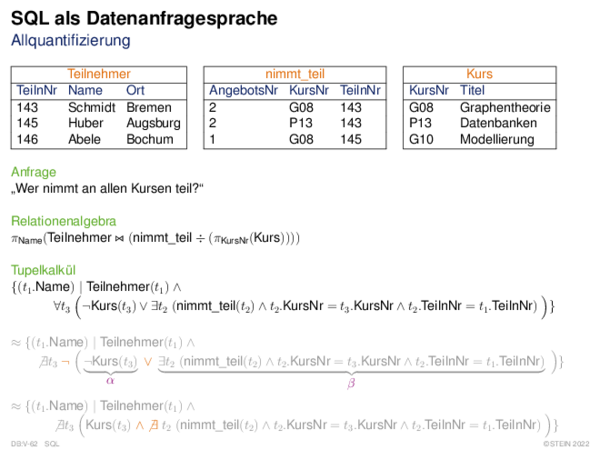 SQL als Datenanfragesprache
Allquantifizierung
Teilnehmer
TeilnNr Name Ort
143 Schmidt Bremen
145 Huber Augsburg
146 Abele Bochum
nimmt_teil
AngebotsNr KursNr TeilnNr
2 G08 143
2 P13 143
1 G08 145
Kurs
KursNr Titel
G08 Graphentheorie
P13 Datenbanken
G10 Modellierung
Anfrage
„Wer nimmt an allen Kursen teil?“
Relationenalgebra
π_Name(Teilnehmer ⋈ (nimmt_teil ÷ (π_KursNr(Kurs))))
Tupelkalkül
{(t₁.Name) | Teilnehmer(t₁) ∧
∀t₃ (¬Kurs(t₃) ∨ ∃t₂ (nimmt_teil(t₂) ∧ t₂.KursNr = t₃.KursNr ∧ t₂.TeilnNr = t₁.TeilnNr) )}
≈ {(t₁.Name) | Teilnehmer(t₁) ∧
∄t₃ ¬ (¬Kurs(t₃) ∨ ∃t₂ (nimmt_teil(t₂) ∧ t₂.KursNr = t₃.KursNr ∧ t₂.TeilnNr = t₁.TeilnNr) )}
α β
≈ {(t₁.Name) | Teilnehmer(t₁) ∧
∄t₃ (Kurs(t₃) ∧ ∄ t₂ (nimmt_teil(t₂) ∧ t₂.KursNr = t₃.KursNr ∧ t₂.TeilnNr = t₁.TeilnNr) )}
DB:V-62 SQL ©STEIN 2022